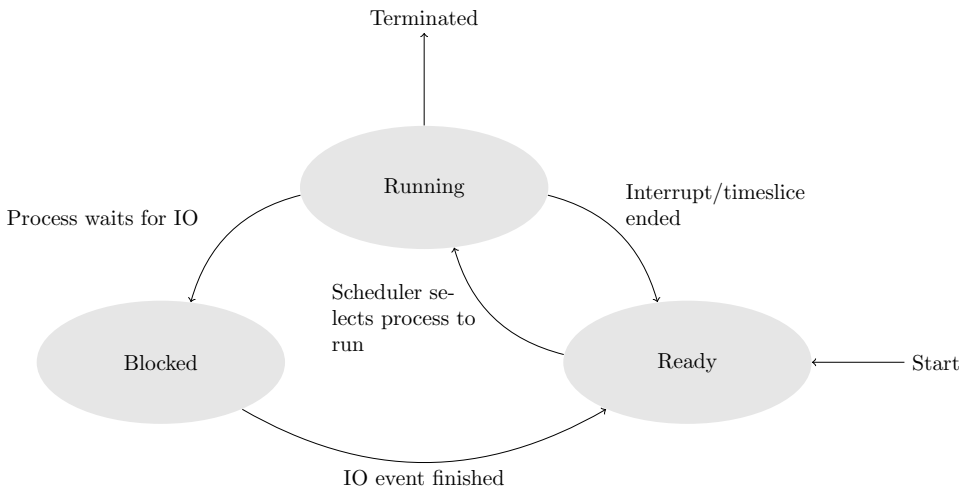 Terminated
Running
Interrupt/timeslice
ended
Process waits for IO
Scheduler se-
lects process to
run
Blocked
Ready
Start
IO event finished